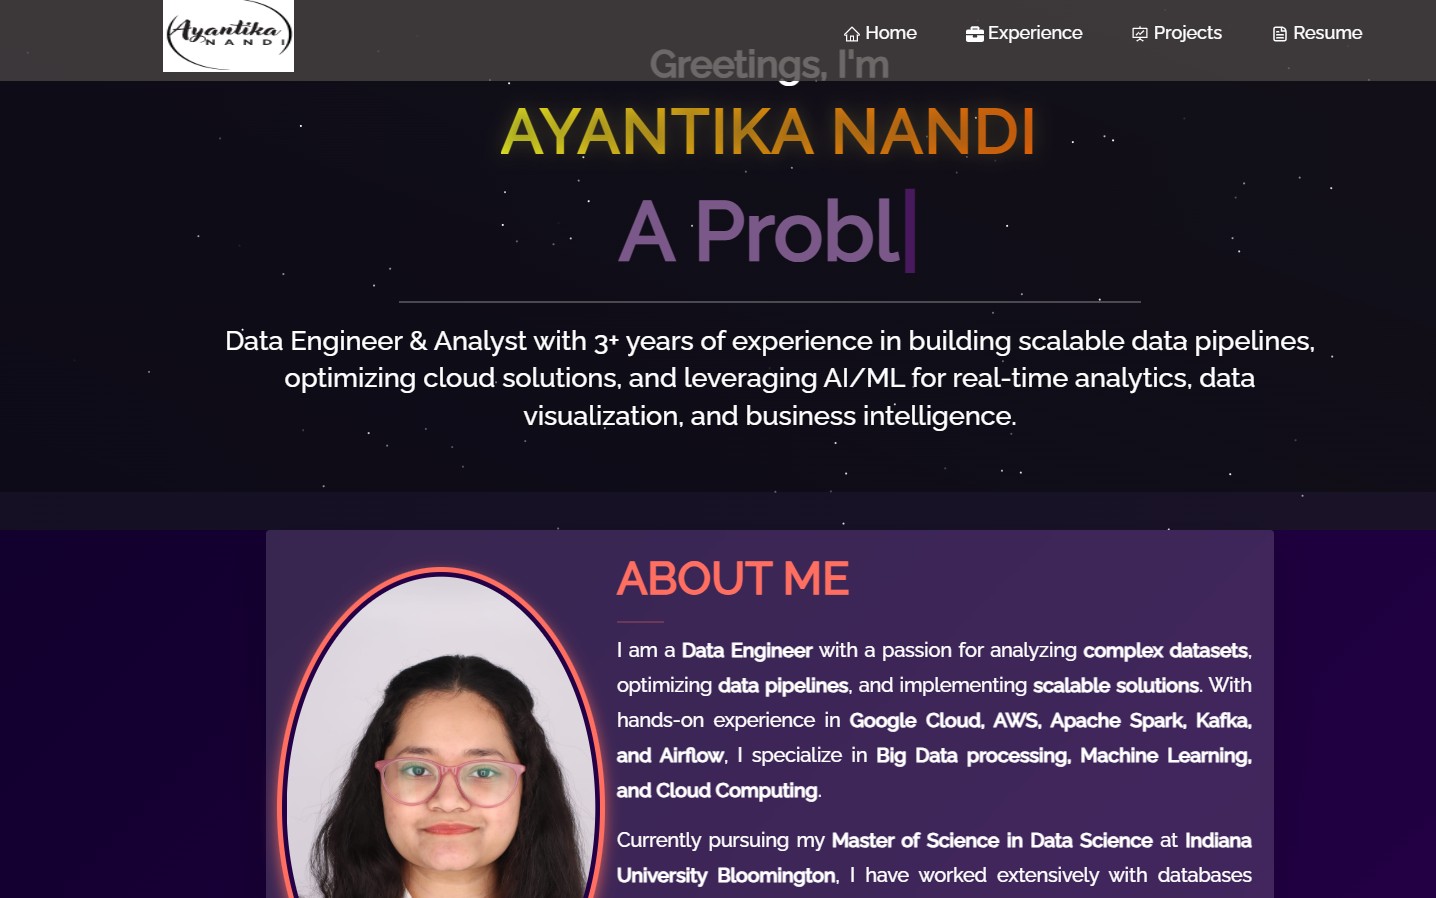 Ayantika
NANDI
Home
Experience
Projects
Resume
Greetings, I'm
AYANTIKA NANDI
A Probl
Data Engineer & Analyst with 3+ years of experience in building scalable data pipelines,
optimizing cloud solutions, and leveraging AI/ML for real-time analytics, data
visualization, and business intelligence.
ABOUT ME
I am a Data Engineer with a passion for analyzing complex datasets,
optimizing data pipelines, and implementing scalable solutions. With
hands-on experience in Google Cloud, AWS, Apache Spark, Kafka,
and Airflow, I specialize in Big Data processing, Machine Learning,
and Cloud Computing.
Currently pursuing my Master of Science in Data Science at Indiana
University Bloomington, I have worked extensively with databases